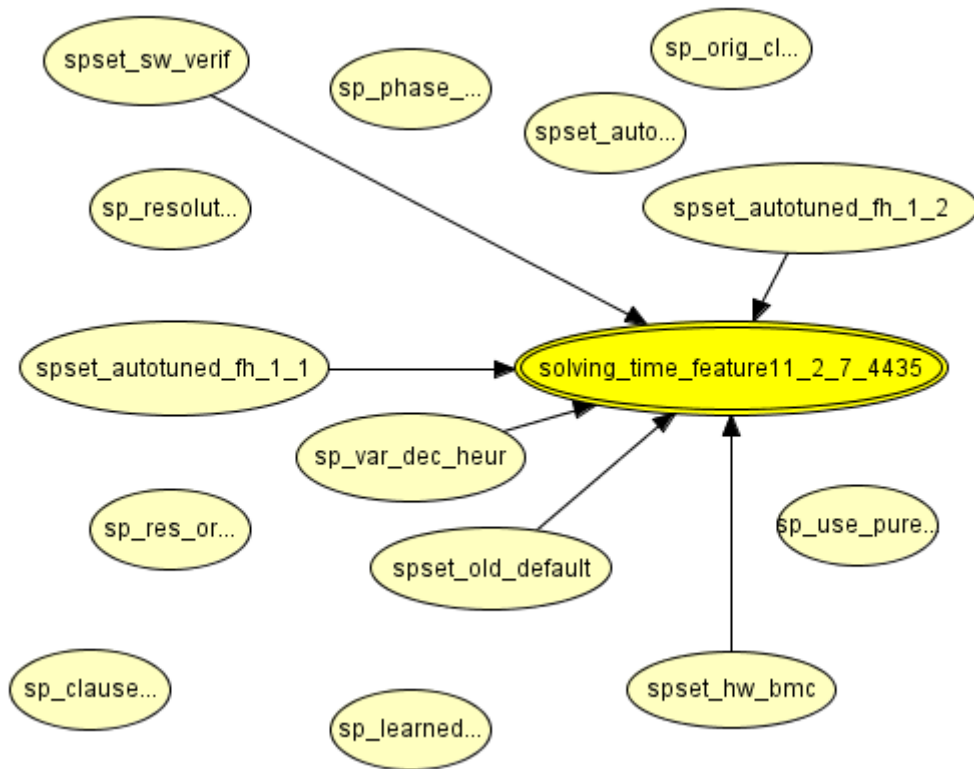 sp_orig_cl...
spset_sw_verif
sp_phase_...
spset_auto...
sp_resolut...
spset_autotuned_fh_1_2
spset_autotuned_fh_1_1
solving_time_feature11_2_7_4435
sp_var_dec_heur
sp_res_or...
sp_use_pure...
spset_old_default
sp_clause...
spset_hw_bmc
sp_learned...